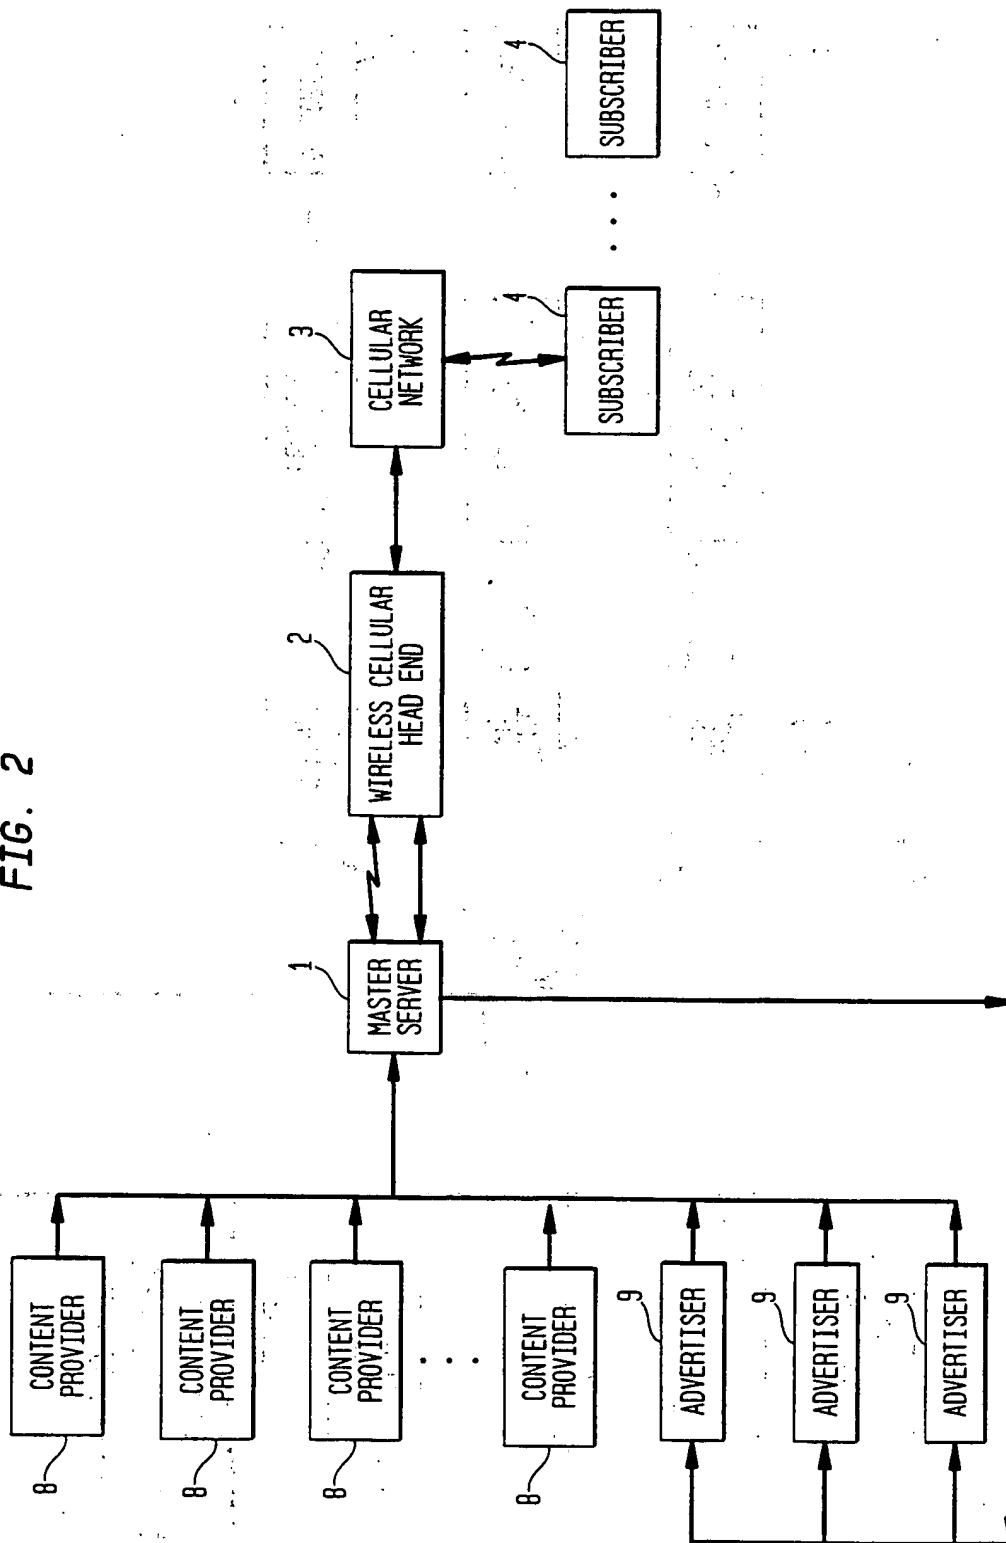 FIG. 2
CONTENT
PROVIDER
8
CONTENT
PROVIDER
8
CONTENT
PROVIDER
8
. . .
CONTENT
PROVIDER
8
ADVERTISER
9
ADVERTISER
9
ADVERTISER
9
1
MASTER
SERVER
2
WIRELESS CELLULAR
HEAD END
3
CELLULAR
NETWORK
4
SUBSCRIBER
. . .
4
SUBSCRIBER